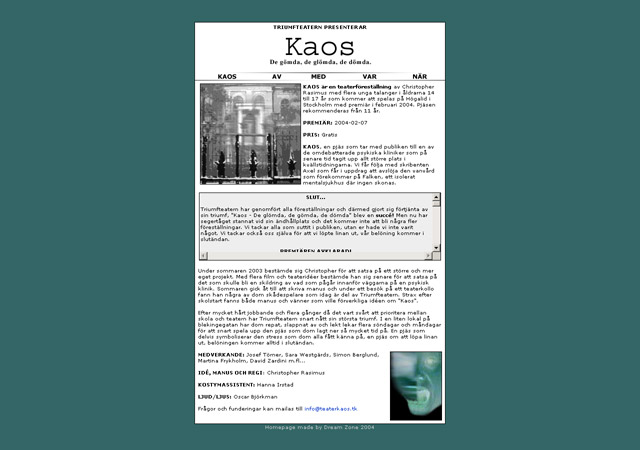 TRIUMFTEATERN PRESENTERAR
Kaos
De gömda, de glömda, de dömda.
KAOS AV MED VAR NÄR
KAOS är en teaterföreställning av Christopher
Rasimus med flera unga talanger i åldrarna 14
till 17 år som kommer att spelas på Högalid i
Stockholm med premiär i februari 2004. Pjäsen
rekommenderas från 11 år.
PREMIÄR: 2004-02-07
PRIS: Gratis
KAOS, en pjäs som tar med publiken till en av
de omdebatterade psykiska kliniker som på
senare tid tagit upp allt större plats i
kvällstidningarna. Vi får följa med skribenten
Axel som får i uppdrag att avslöja den vansvård
som förekommer på Falken, ett isolerat
mentalsjukhus där ingen skonas.
SLUT...
Triumfteatern har genomfört alla föreställningar och därmed gjort sig förtjänta av
sin triumf, "Kaos - De gömda, de glömda, de dömda" blev en succé! Men nu har
segertåget stannat vid sin ändhållplats och det kommer inte att bli några fler
föreställningar. Vi tackar alla som suttit i publiken, utan er hade vi inte varit
något. Vi tackar också oss själva för att vi löpte linan ut, vår belöning kommer i
slutändan.
PREMIÄREN AVKLARAD!
Under sommaren 2003 bestämde sig Christopher för att satsa på ett större och mer
eget projekt. Med flera film och teateridéer bestämde han sig senare för att satsa på
det som skulle bli en skildring av vad som pågår innanför väggarna på en psykisk
klinik. Sommaren gick åt till att skriva manus och under ett besök på ett teaterkollo
fann han några av dom skådespelare som idag är del av Triumfteatern. Strax efter
skolstart fanns både manus och vänner som ville förverkliga idéen om "Kaos".
Efter mycket hårt jobbande och flera gånger då det vart svårt att prioritera mellan
skola och teatern har Triumfteatern snart nått sin största triumf. I en liten lokal på
blekingegatan har dom repat, slappnat av och lekt lekar flera söndagar och måndagar
för att snart spela upp den pjäs som dom lagt ner så mycket tid på. En pjäs som
delvis symboliserar den stress som dom alla fått känna på, en pjäs om att löpa linan
ut, belöningen kommer alltid i slutändan.
MEDVERKANDE: Josef Törner, Sara Westgårds, Simon Berglund,
Martina Frykholm, David Zardini m.fl...
IDÉ, MANUS OCH REGI: Christopher Rasimus
KOSTYMASSISTENT: Hanna Irstad
LJUD/LJUS: Oscar Björkman
Frågor och funderingar kan mailas till info@teaterkaos.tk
Homepage made by Dream Zone 2004